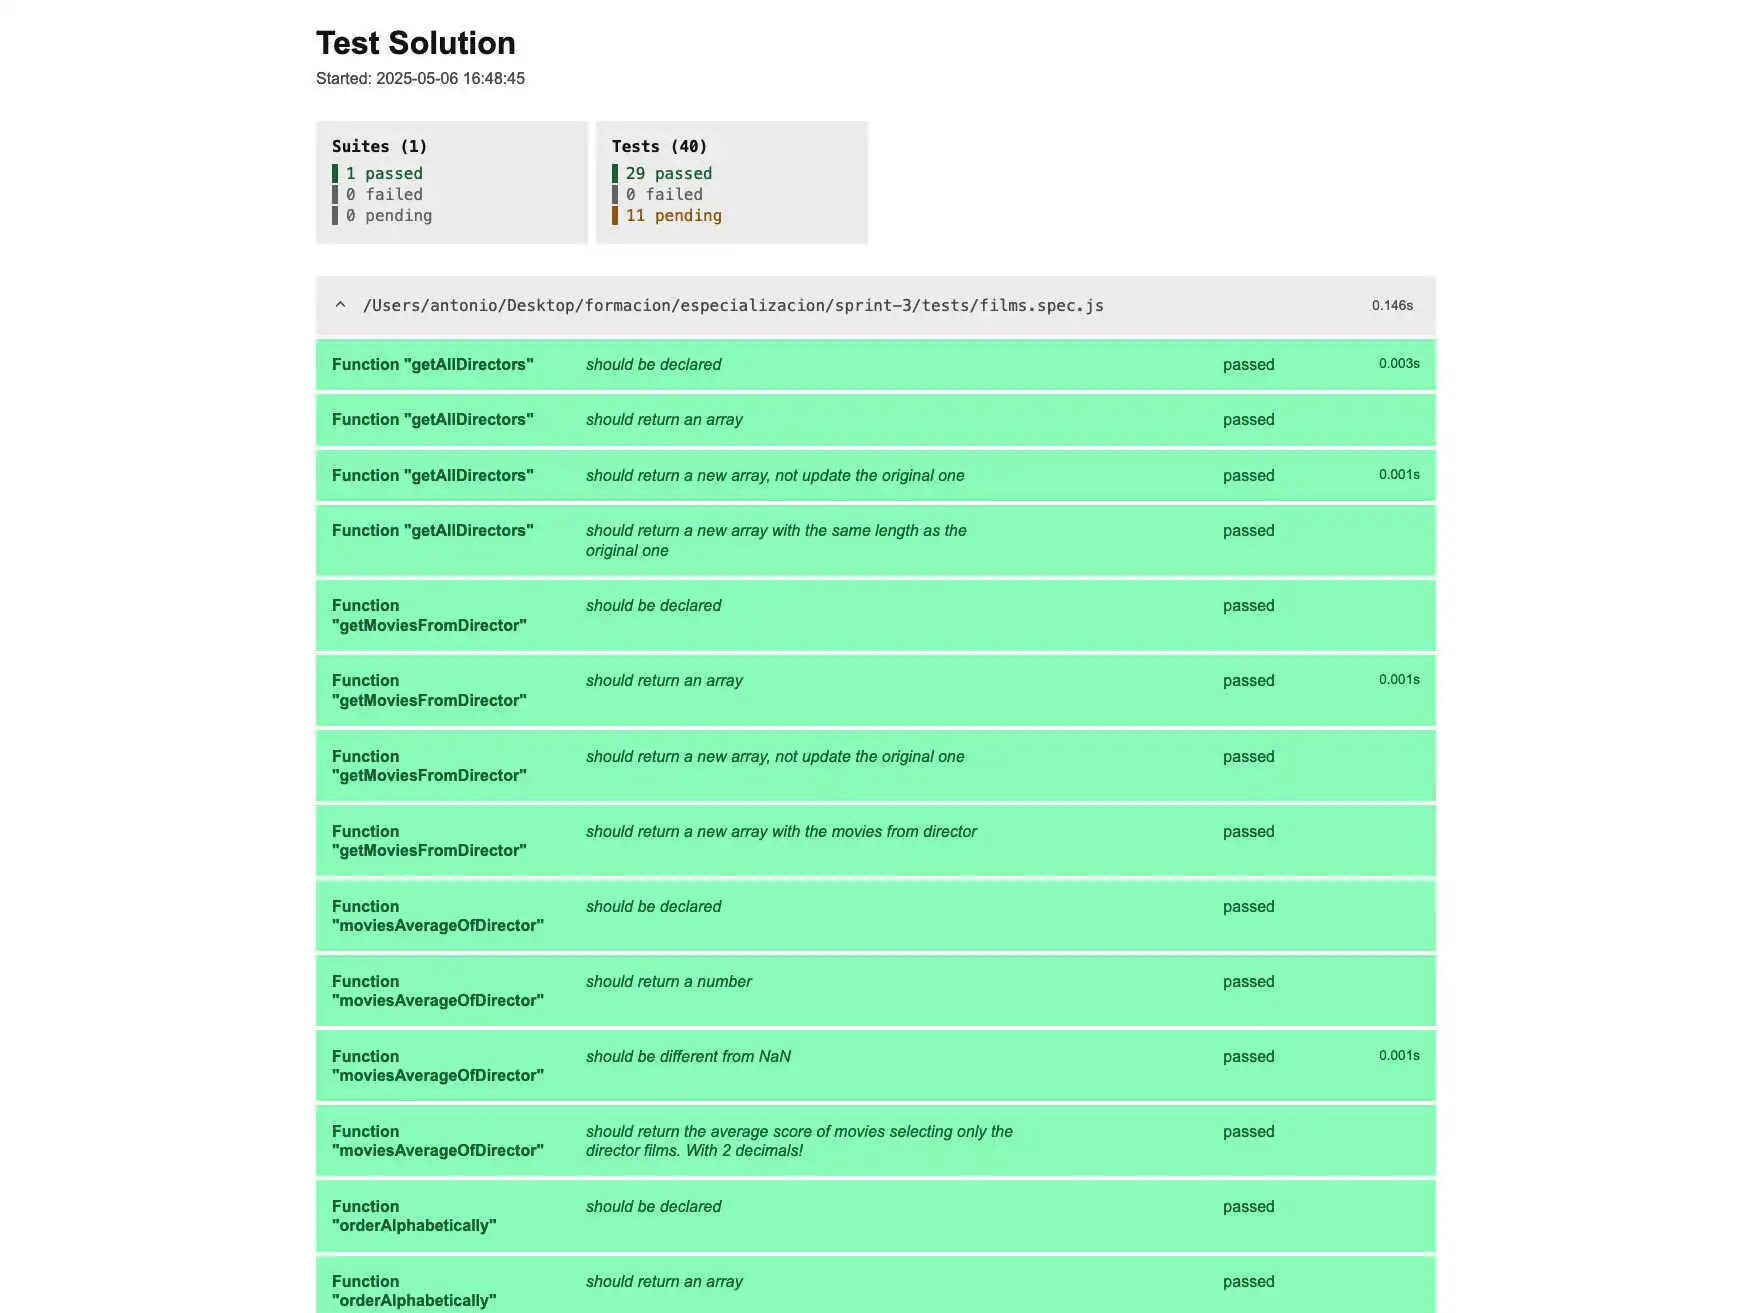 Test Solution
Started: 2025-05-06 16:48:45
Suites (1)
1 passed
0 failed
0 pending
Tests (40)
29 passed
0 failed
11 pending
/Users/antonio/Desktop/formacion/especializacion/sprint-3/tests/films.spec.js 0.146s
Function "getAllDirectors" should be declared passed 0.003s
Function "getAllDirectors" should return an array passed
Function "getAllDirectors" should return a new array, not update the original one passed 0.001s
Function "getAllDirectors" should return a new array with the same length as the passed
original one
Function should be declared passed
"getMoviesFromDirector"
Function should return an array passed 0.001s
"getMoviesFromDirector"
Function should return a new array, not update the original one passed
"getMoviesFromDirector"
Function should return a new array with the movies from director passed
"getMoviesFromDirector"
Function should be declared passed
"moviesAverageOfDirector"
Function should return a number passed
"moviesAverageOfDirector"
Function should be different from NaN passed 0.001s
"moviesAverageOfDirector"
Function should return the average score of movies selecting only the passed
"moviesAverageOfDirector" director films. With 2 decimals!
Function should be declared passed
"orderAlphabetically"
Function should return an array passed
"orderAlphabetically"